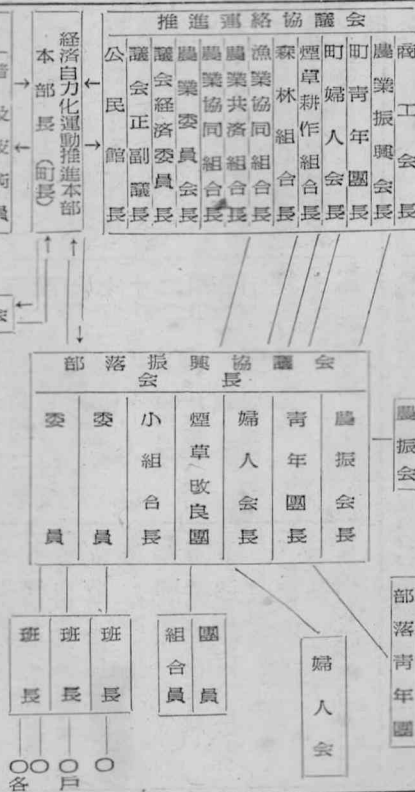 推進連絡協議会
商工会長
農業振興会長
町青年團長
町婦人会長
煙草耕作組合長
森林組合長
漁業協同組合長
農業共済組合長
農業協同組合長
農業委員会長
議会経済委員長
議会正副議長
公民館長
経済自力化運動推進本部
本部長(町長)
部落振興協議会
会長
農振会長
青年團長
婦人会長
煙草改良團
小組合長
委員
委員
農振会
部落青年團
婦人会
團員
組合員
班長
班長
班長
各戸